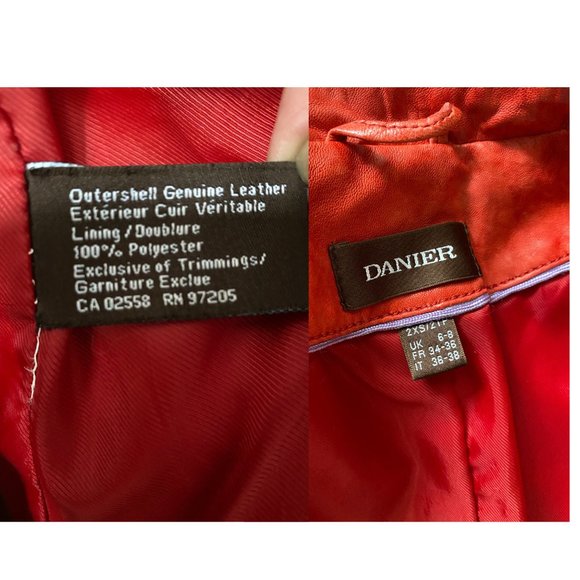 Outershell Genuine Leather
Extérieur Cuir Véritable
Lining/Doublure
100% Polyester
Exclusive of Trimmings/
Garniture Exclue
CA 02558 RN 97205
DANIER
2XS/2TP
UK 6-8
FR 34-36
IT 36-38